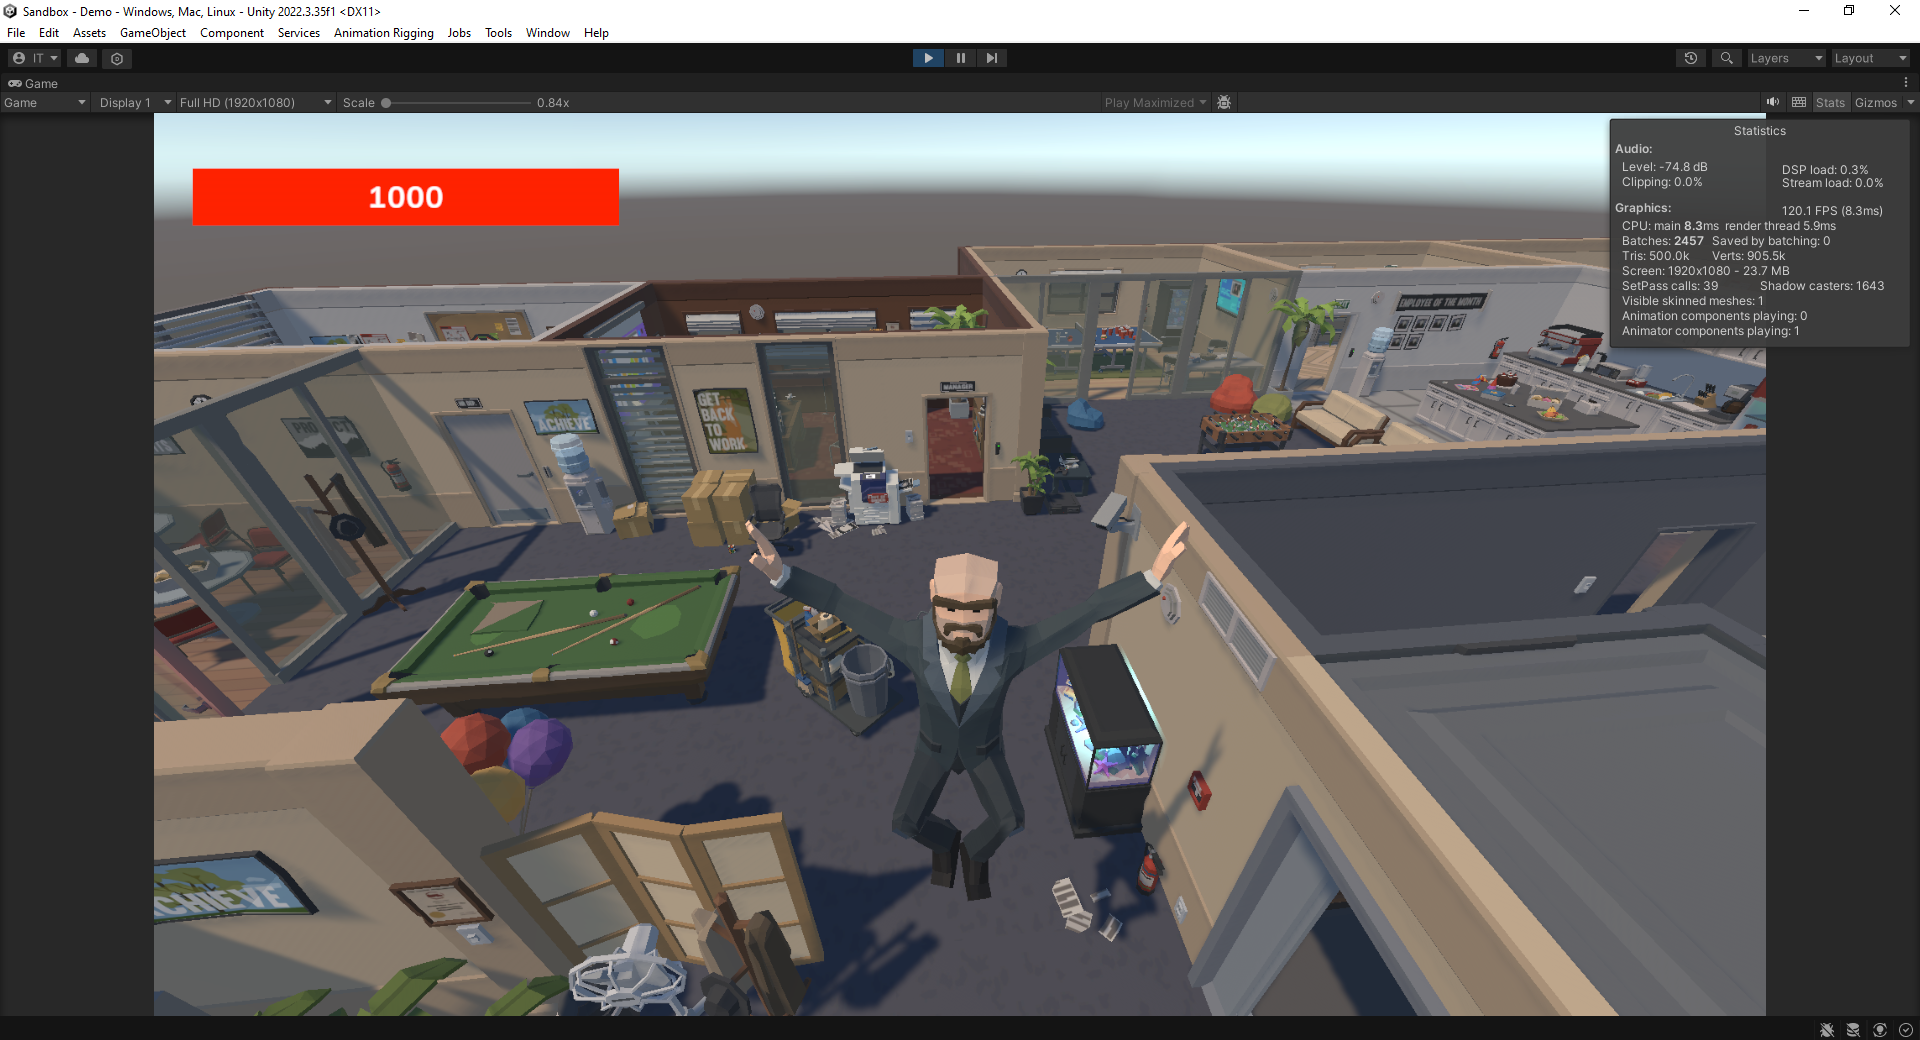 Sandbox - Demo - Windows, Mac, Linux - Unity 2022.3.35f1 <DX11>
File Edit Assets GameObject Component Services Animation Rigging Jobs Tools Window Help
IT
Layers
Layout
Game
Game
Display 1
Full HD (1920x1080)
Scale
0.84x
Play Maximized
Stats
Gizmos
Statistics
Audio:
Level: -74.8 dB
DSP load: 0.3%
Clipping: 0.0%
Stream load: 0.0%
Graphics:
120.1 FPS (8.3ms)
CPU: main 8.3ms render thread 5.9ms
Batches: 2457 Saved by batching: 0
Tris: 500.0k Verts: 905.5k
Screen: 1920x1080 - 23.7 MB
SetPass calls: 39 Shadow casters: 1643
Visible skinned meshes: 1
Animation components playing: 0
Animator components playing: 1
1000
EMPLOYEE OF THE MONTH
MANAGER
ACHIEVE
GET
BACK
TO
WORK
ACHIEVE